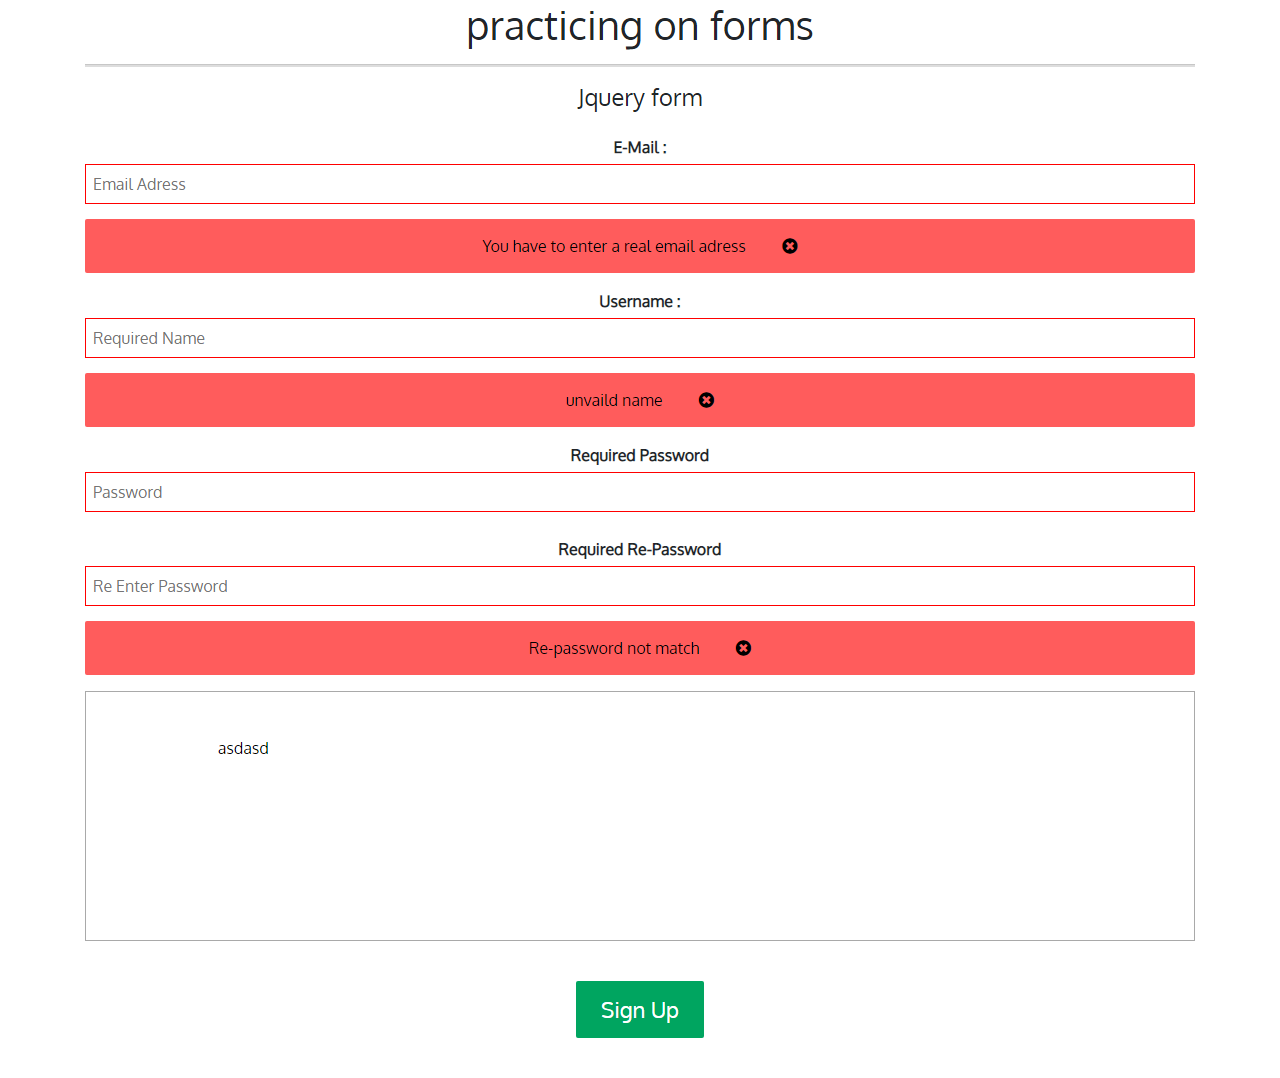 practicing on forms
Jquery form
E-Mail :
Email Adress
You have to enter a real email adress
Username :
Required Name
unvaild name
Required Password
Password
Required Re-Password
Re Enter Password
Re-password not match
asdasd
Sign Up